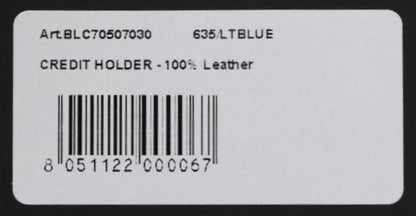 Art.BLC70507030 635/LTBLUE
CREDIT HOLDER - 100% Leather
8 051122 000067